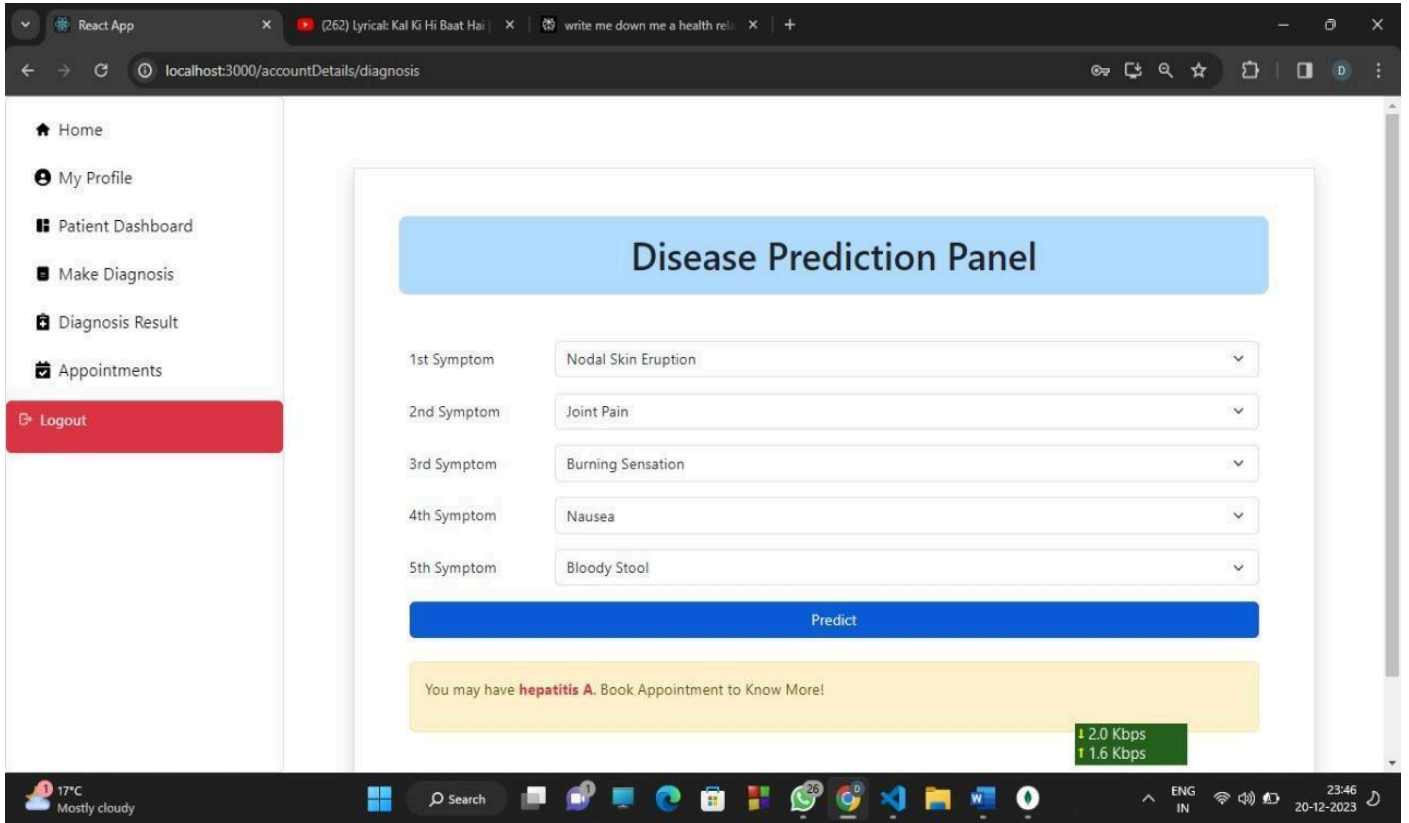 React App
(262) Lyrical: Kal Ki Hi Baat Hai |
write me down me a health rela
localhost:3000/accountDetails/diagnosis
D
Home
My Profile
Patient Dashboard
Make Diagnosis
Diagnosis Result
Appointments
Logout
Disease Prediction Panel
1st Symptom Nodal Skin Eruption
2nd Symptom Joint Pain
3rd Symptom Burning Sensation
4th Symptom Nausea
5th Symptom Bloody Stool
Predict
You may have hepatitis A. Book Appointment to Know More!
2.0 Kbps
1.6 Kbps
1
17°C
Mostly cloudy
Search
1
26
D
ENG
IN
23:46
20-12-2023